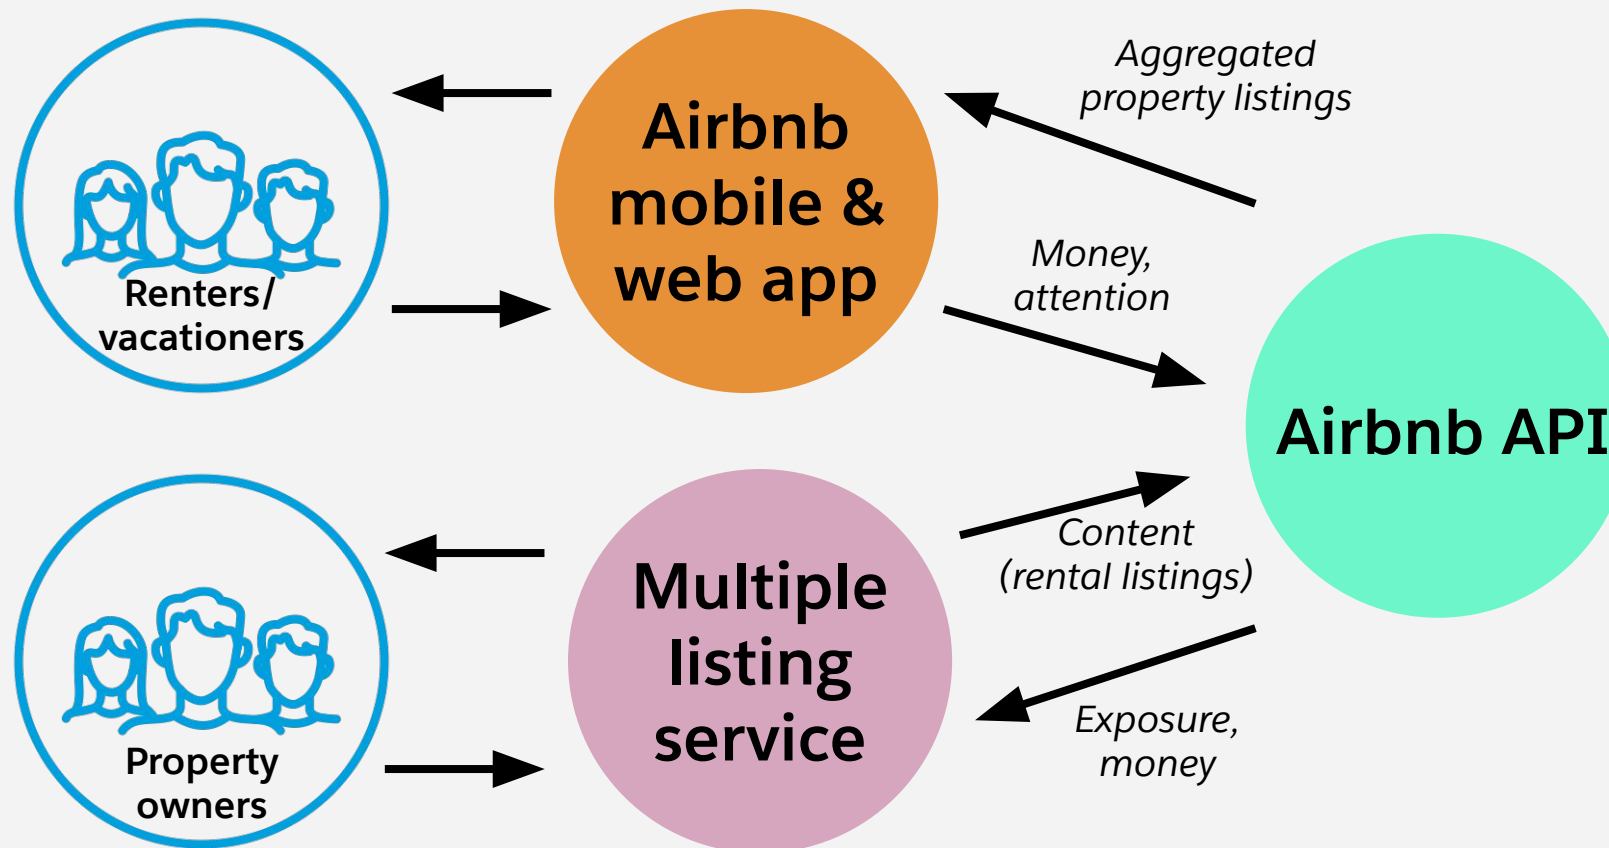 Aggregated
property listings
Airbnb
mobile &
web app
Renters/
vacationers
Money,
attention
Airbnb API
Content
(rental listings)
Multiple
listing
service
Property
owners
Exposure,
money